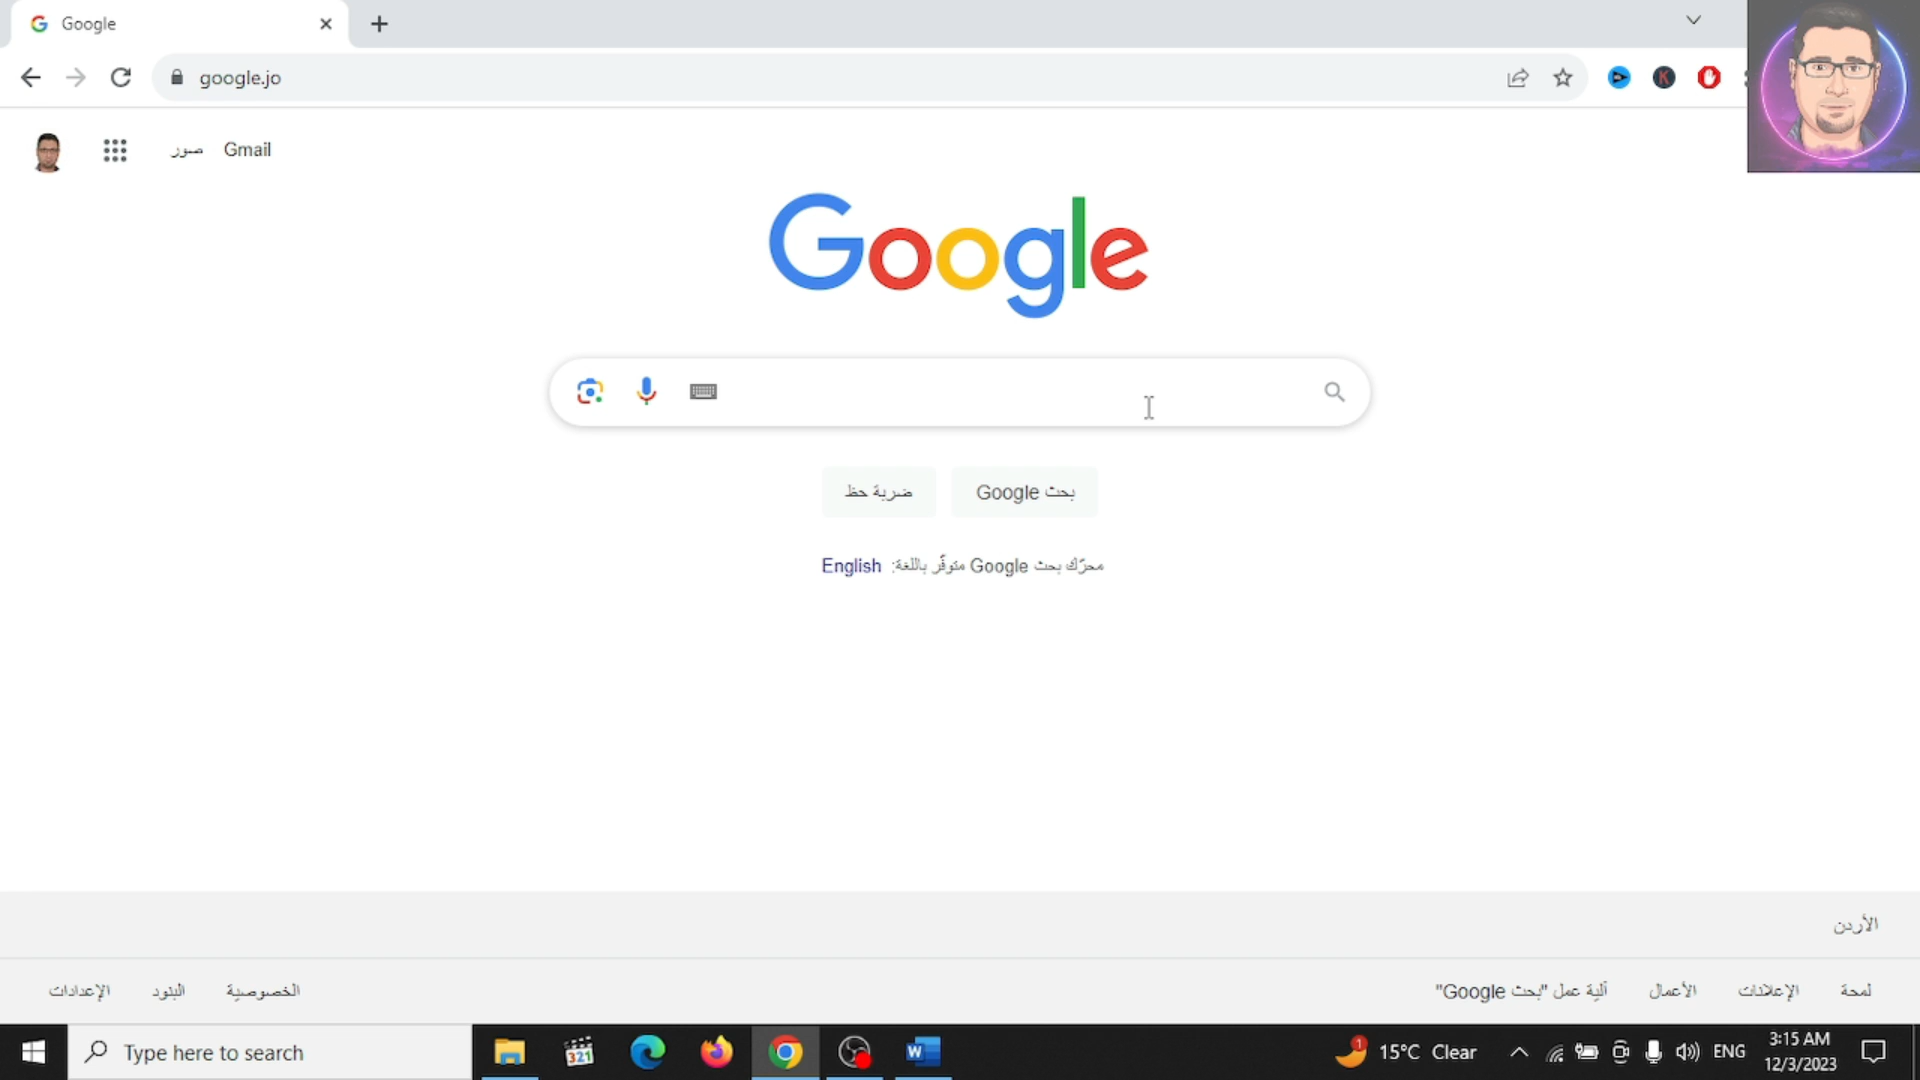 Google
google.jo
Gmail صور
Google
بحث Google
ضربة حظ
محرّك بحث Google متوفّر باللغة: English
الأردن
لمحة الإعلانات الأعمال آلية عمل "بحث Google"
الخصوصية البنود الإعدادات
Type here to search
321
W
1
15°C Clear
ENG
3:15 AM
12/3/2023